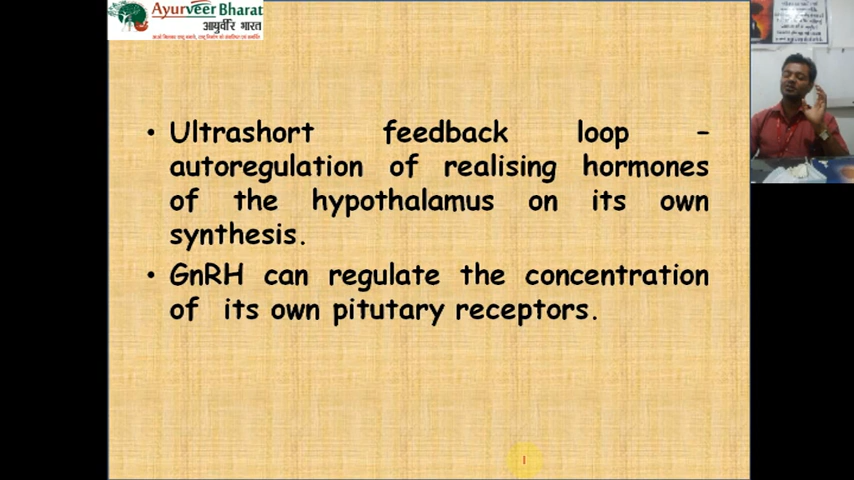 Ayurveer Bharat
आयुर्वीर भारत
• Ultrashort feedback loop –
autoregulation of realising hormones
of the hypothalamus on its own
synthesis.
• GnRH can regulate the concentration
of its own pitutary receptors.